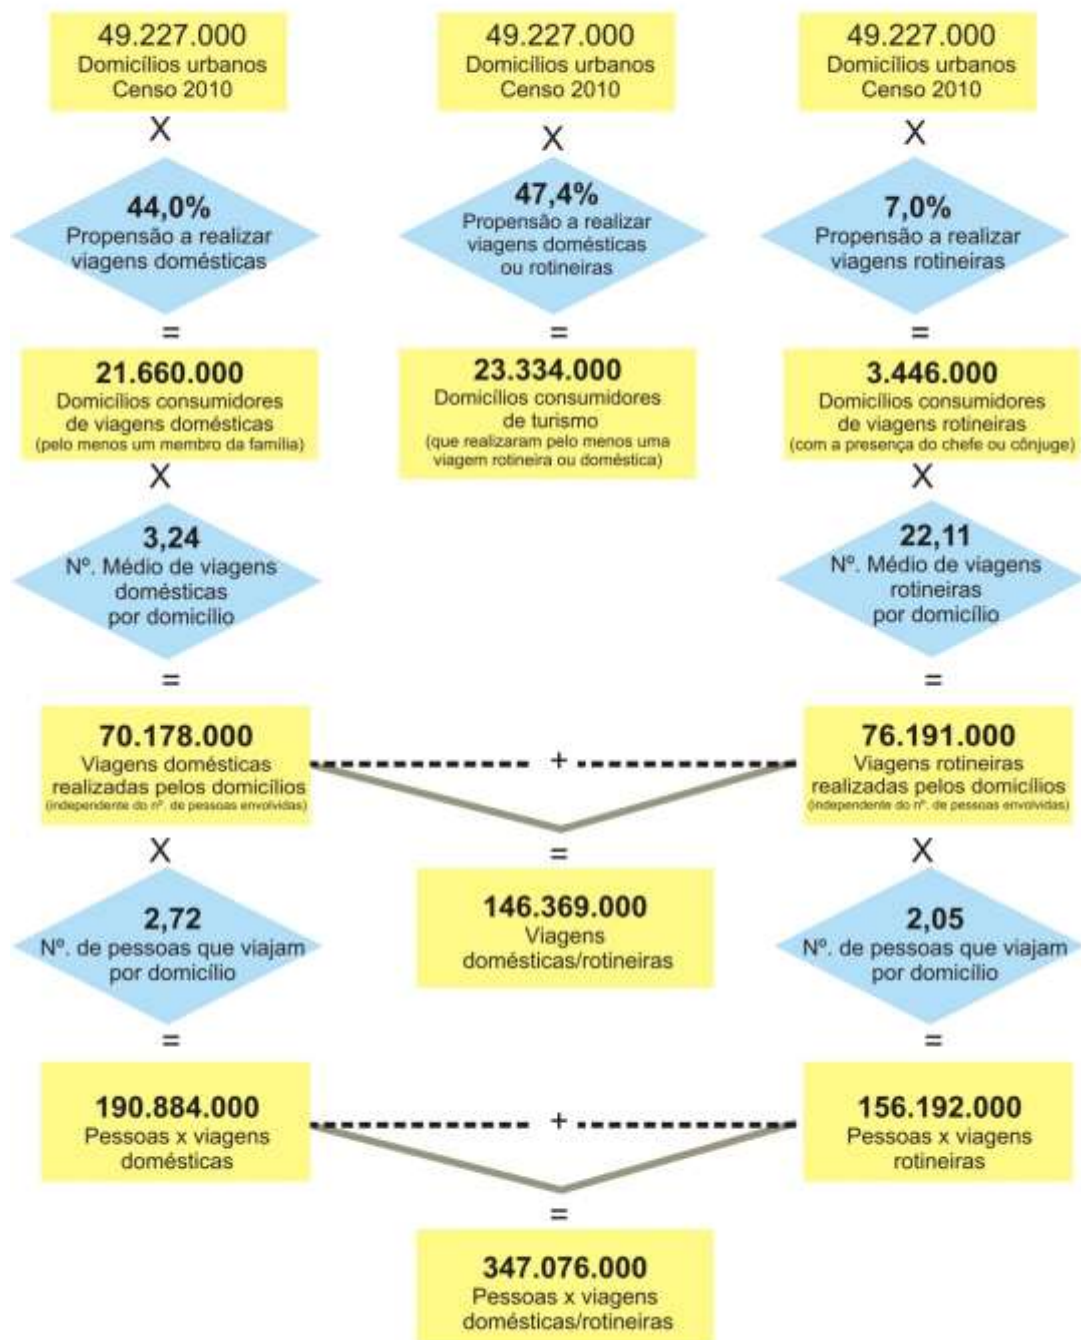 49.227.000
Domicílios urbanos
Censo 2010
49.227.000
Domicílios urbanos
Censo 2010
49.227.000
Domicílios urbanos
Censo 2010
X
X
X
44,0%
Propensão a realizar
viagens domésticas
47,4%
Propensão a realizar
viagens domésticas
ou rotineiras
7,0%
Propensão a realizar
viagens rotineiras
=
=
=
21.660.000
Domicílios consumidores
de viagens domésticas
(pelo menos um membro da família)
23.334.000
Domicílios consumidores
de turismo
(que realizaram pelo menos uma
viagem rotineira ou doméstica)
3.446.000
Domicílios consumidores
de viagens rotineiras
(com a presença do chefe ou cônjuge)
X
X
3,24
Nº. Médio de viagens
domésticas
por domicílio
22,11
Nº. Médio de viagens
rotineiras
por domicílio
=
=
70.178.000
Viagens domésticas
realizadas pelos domicílios
(independente do nº. de pessoas envolvidas)
+
76.191.000
Viagens rotineiras
realizadas pelos domicílios
(independente do nº. de pessoas envolvidas)
X
=
X
146.369.000
Viagens
domésticas/rotineiras
2,72
Nº. de pessoas que viajam
por domicílio
2,05
Nº. de pessoas que viajam
por domicílio
=
=
190.884.000
Pessoas x viagens
domésticas
+
156.192.000
Pessoas x viagens
rotineiras
=
347.076.000
Pessoas x viagens
domésticas/rotineiras